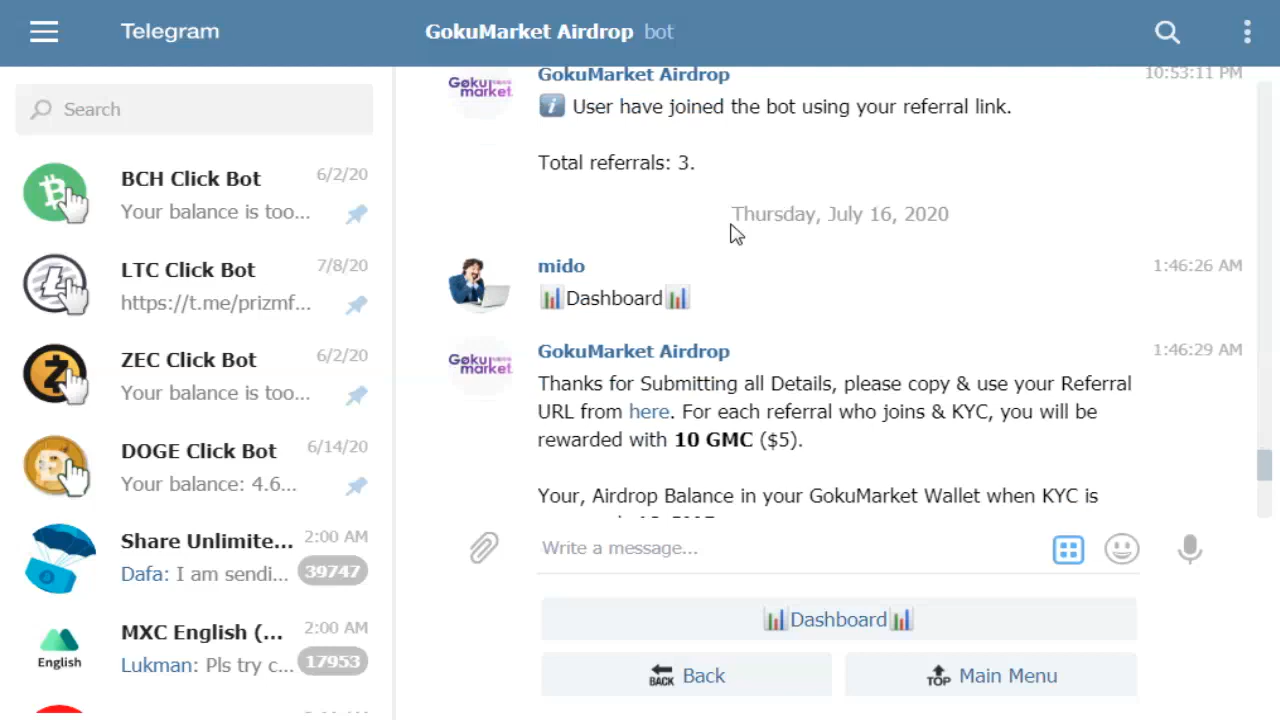 Telegram
GokuMarket Airdrop bot
Search
BCH Click Bot 6/2/20
Your balance is too...
LTC Click Bot 7/8/20
https://t.me/prizmf...
ZEC Click Bot 6/2/20
Your balance is too...
DOGE Click Bot 6/14/20
Your balance: 4.6...
Share Unlimite... 2:00 AM
Dafa: I am sendi... 39747
MXC English (... 2:00 AM
English
Lukman: Pls try c... 17953
Gokumarket
GokuMarket Airdrop 10:53:11 PM
User have joined the bot using your referral link.
Total referrals: 3.
Thursday, July 16, 2020
mido 1:46:26 AM
Dashboard
Gokumarket
GokuMarket Airdrop 1:46:29 AM
Thanks for Submitting all Details, please copy & use your Referral
URL from here. For each referral who joins & KYC, you will be
rewarded with 10 GMC ($5).
Your, Airdrop Balance in your GokuMarket Wallet when KYC is
Write a message...
Dashboard
BACK Back
TOP Main Menu